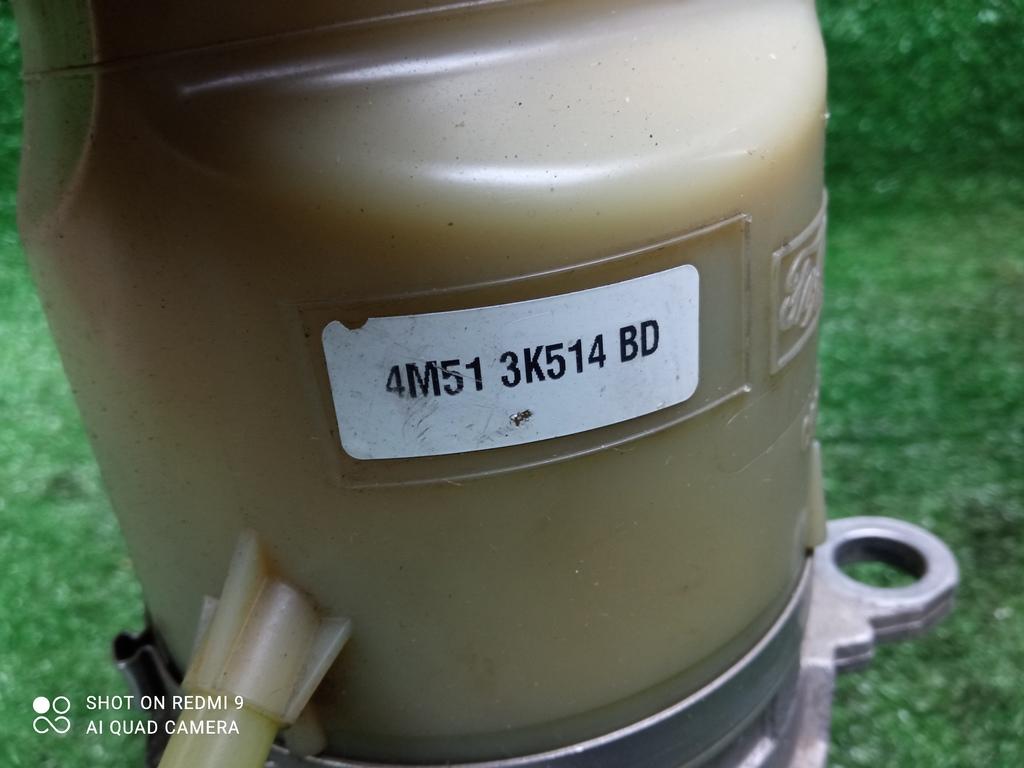 4M51 3K514 BD
SHOT ON REDMI 9
AI QUAD CAMERA